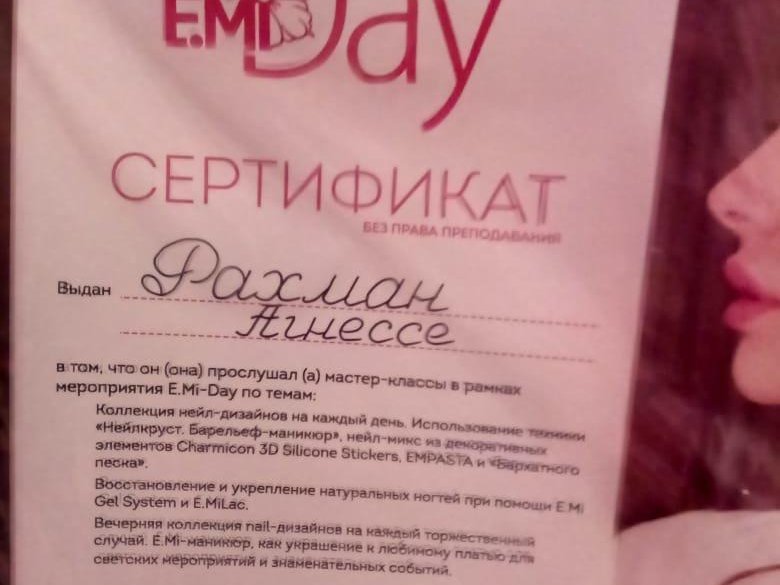 E.Mi Day
СЕРТИФИКАТ
БЕЗ ПРАВА ПРЕПОДАВАНИЯ
Выдан Рахман
Агнессе
в том, что он (она) прослушал (а) мастер-классы в рамках
мероприятия E.Mi-Day по темам:
Коллекция нейл-дизайнов на каждый день. Использование техники
«Нейлкруст. Барельеф-маникюр», нейл-микс из декоративных
элементов Charmicon 3D Silicone Stickers, EMPASTA и «Бархатного
песка».
Восстановление и укрепление натуральных ногтей при помощи E.Mi
Gel System и E.MiLac.
Вечерняя коллекция nail-дизайнов на каждый торжественный
случай. E.Mi-маникюр, как украшение к любимому платью для
светских мероприятий и знаменательных событий.